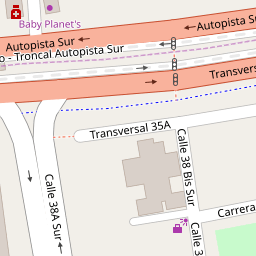 Baby Planet's
Autopista Sur
Autopista Sur
o - Troncal Autopista Sur
Transvers
Transversal 35A
Calle 38 Bis Sur
Calle 38A Sur
Carrera
Calle 3